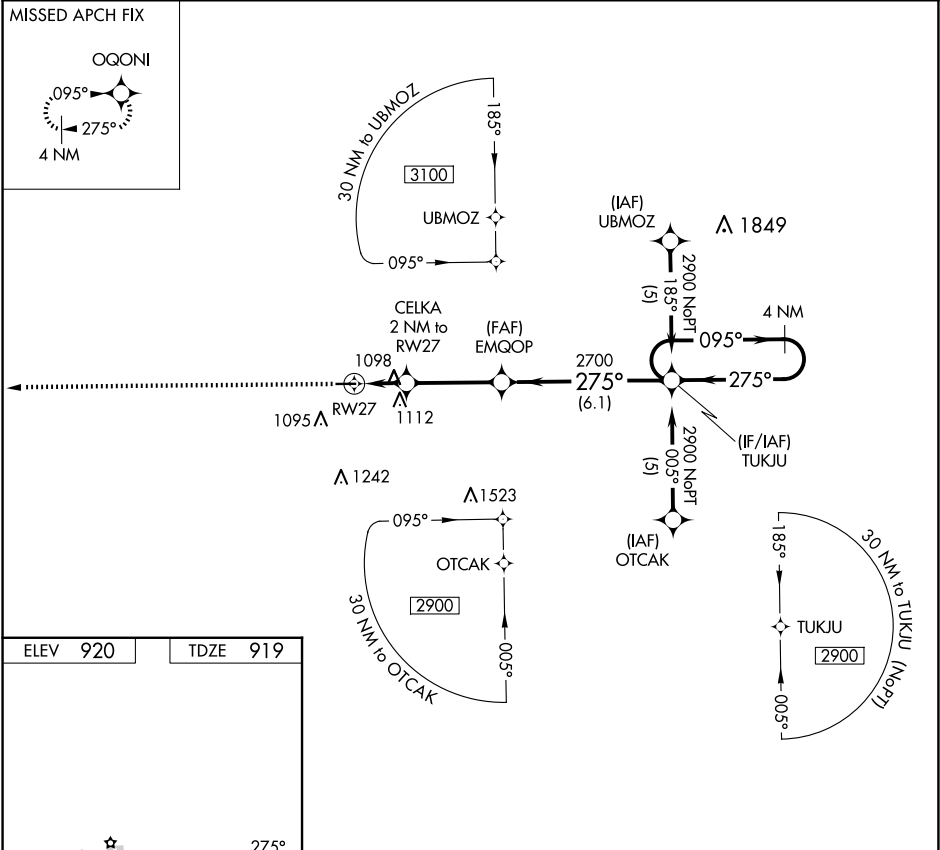 MISSED APCH FIX
OQONI
095°
275°
4 NM
30 NM to UBMOZ
185°
3100
UBMOZ
095°
(IAF)
UBMOZ
1849
2900 NoPT
185°
(5)
4 NM
095°
275°
CELKA
2 NM to
RW27
(FAF)
EMQOP
2700
275°
(6.1)
1098
1112
RW27
1095
(IF/IAF)
TUKJU
2900 NoPT
005°
(5)
(IAF)
OTCAK
1242
1523
095°
OTCAK
2900
30 NM to OTCAK
005°
185°
30 NM to TUKJU (NoPT)
TUKJU
2900
005°
ELEV 920
TDZE 919
275°